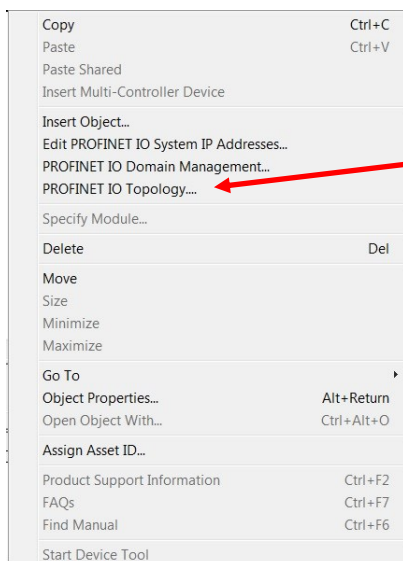 Copy Ctrl+C
Paste Ctrl+V
Paste Shared
Insert Multi-Controller Device
Insert Object...
Edit PROFINET IO System IP Addresses...
PROFINET IO Domain Management...
PROFINET IO Topology....
Specify Module...
Delete Del
Move
Size
Minimize
Maximize
Go To
Object Properties... Alt+Return
Open Object With... Ctrl+Alt+O
Assign Asset ID...
Product Support Information Ctrl+F2
FAQs Ctrl+F7
Find Manual Ctrl+F6
Start Device Tool